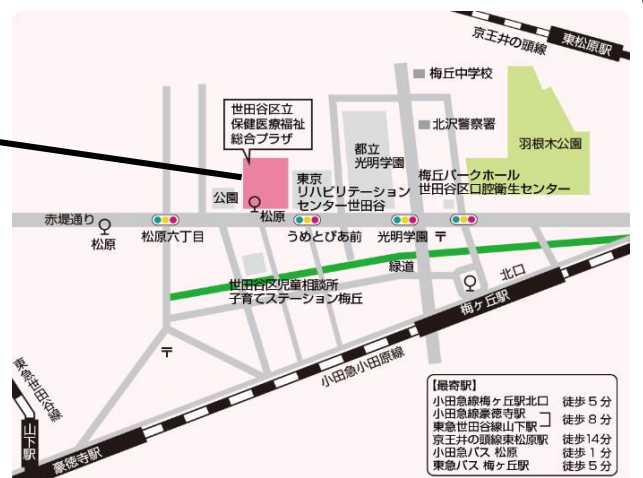 京王井の頭線
東松原駅
梅丘中学校
世田谷区立
保健医療福祉
総合プラザ
北沢警察署
羽根木公園
都立
光明学園
東京
リハビリテーション
センター世田谷
梅丘パークホール
世田谷区口腔衛生センター
公園
松原
赤堤通り
松原
松原六丁目
うめとぴあ前
光明学園
〒
緑道
北口
世田谷区児童相談所
子育てステーション梅丘
梅ヶ丘駅
〒
小田急小田原線
東急世田谷線
山下駅
豪徳寺駅
【最寄駅】
小田急線梅ヶ丘駅北口 徒歩5分
小田急線豪徳寺駅
東急世田谷線山下駅 徒歩8分
京王井の頭線東松原駅 徒歩14分
小田急バス 松原 徒歩1分
東急バス 梅ヶ丘駅 徒歩5分